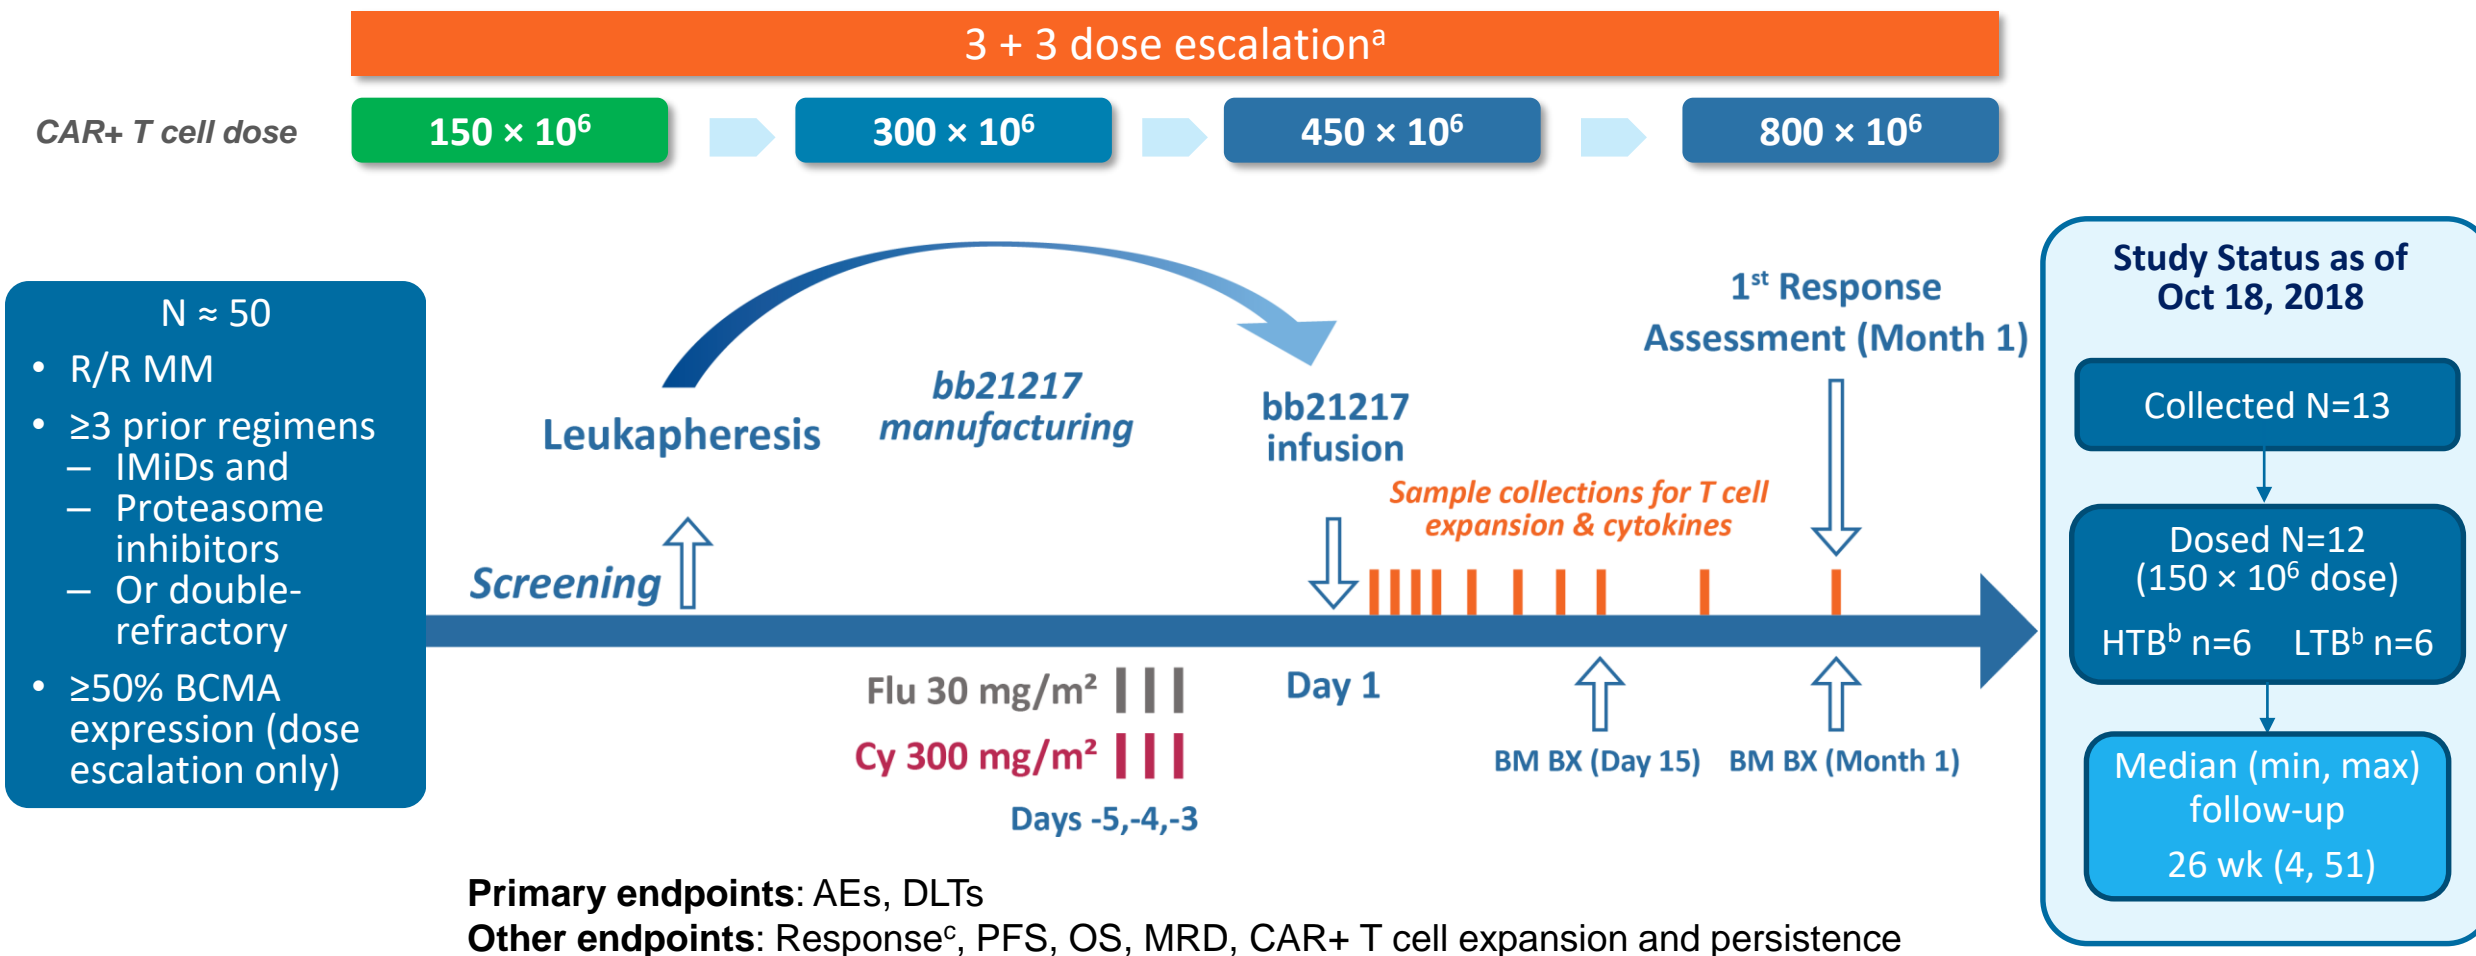 3 + 3 dose escalationᵃ
CAR+ T cell dose
150 × 10⁶
300 × 10⁶
450 × 10⁶
800 × 10⁶
N ≈ 50
• R/R MM
• ≥3 prior regimens
– IMiDs and
– Proteasome
inhibitors
– Or double-
refractory
• ≥50% BCMA
expression (dose
escalation only)
Leukapheresis
bb21217
manufacturing
bb21217
infusion
1st Response
Assessment (Month 1)
Sample collections for T cell
expansion & cytokines
Screening
Flu 30 mg/m²
Cy 300 mg/m²
Days -5,-4,-3
Day 1
BM BX (Day 15)
BM BX (Month 1)
Study Status as of
Oct 18, 2018
Collected N=13
Dosed N=12
(150 × 10⁶ dose)
HTBᵇ n=6 LTBᵇ n=6
Median (min, max)
follow-up
26 wk (4, 51)
Primary endpoints: AEs, DLTs
Other endpoints: Responseᶜ, PFS, OS, MRD, CAR+ T cell expansion and persistence